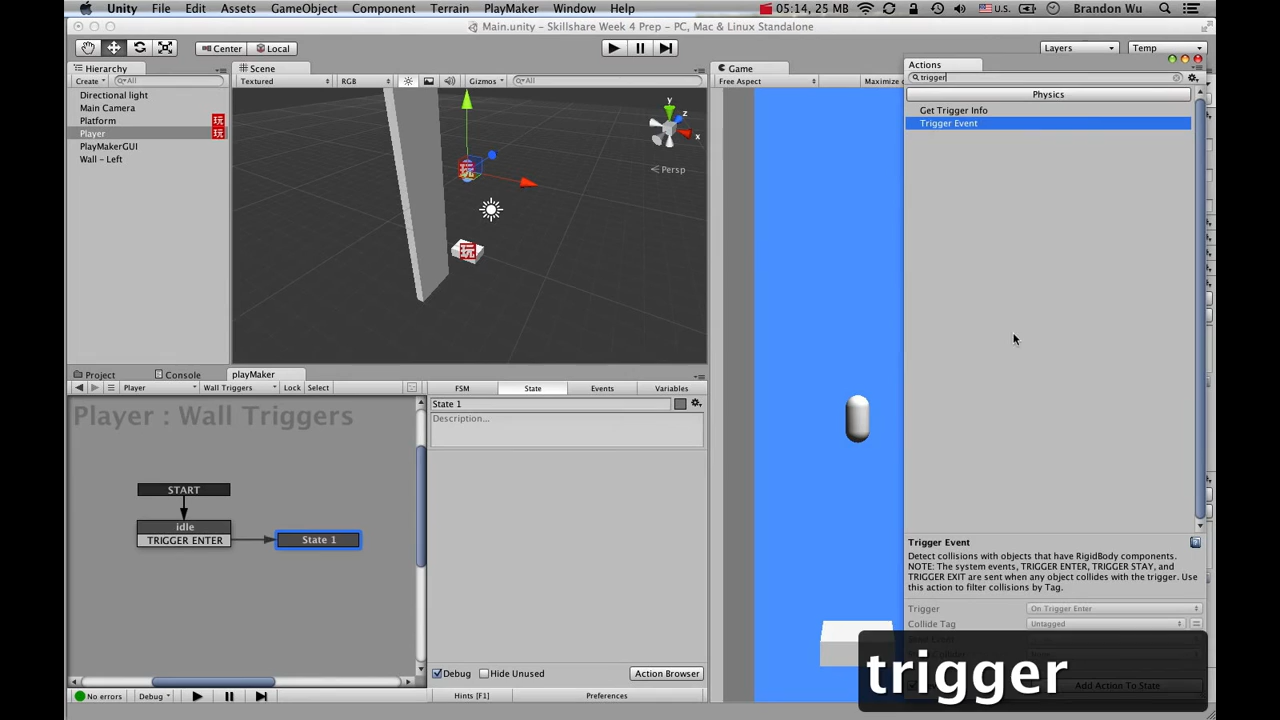 Unity File Edit Assets GameObject Component Terrain PlayMaker Window Help 05:14, 25 MB U.S. Brandon Wu
Main.unity - Skillshare Week 4 Prep - PC, Mac & Linux Standalone
Center Local Layers Temp
Hierarchy Scene Game Actions
Create All Textured RGB Gizmos All Free Aspect Maximize trigger
Directional light
Main Camera
Platform 玩
Player 玩
PlayMakerGUI
Wall - Left
y
z
x
Persp
玩
玩
Physics
Get Trigger Info
Trigger Event
Project Console playMaker
Player Wall Triggers Lock Select FSM State Events Variables
Player : Wall Triggers
State 1
Description...
START
idle
TRIGGER ENTER
State 1
Trigger Event
Detect collisions with objects that have RigidBody components.
NOTE: The system events, TRIGGER ENTER, TRIGGER STAY, and
TRIGGER EXIT are sent when any object collides with the trigger. Use
this action to filter collisions by Tag.
Trigger On Trigger Enter
Collide Tag Untagged
Debug Hide Unused Action Browser
Add Action To State
No errors Debug Hints [F1] Preferences
trigger